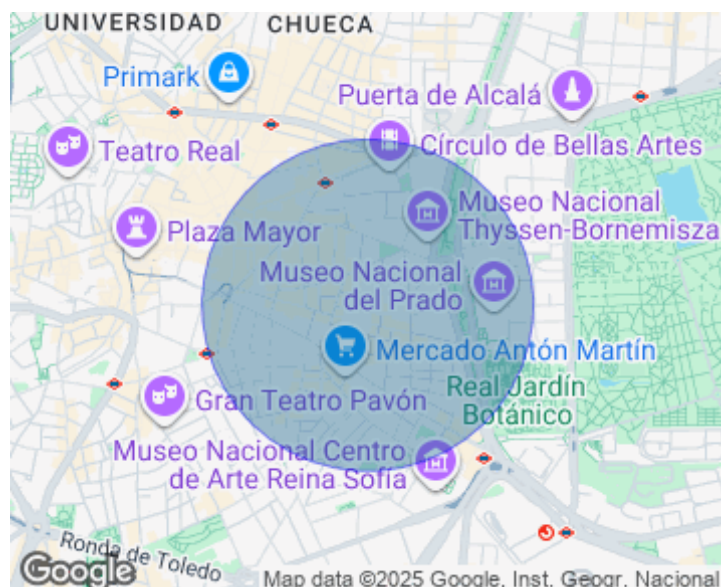 UNIVERSIDAD
CHUECA
Primark
Puerta de Alcalá
Teatro Real
Círculo de Bellas Artes
Museo Nacional
Thyssen-Bornemisza
Plaza Mayor
Museo Nacional
del Prado
Mercado Antón Martín
Real Jardín
Botánico
Gran Teatro Pavón
Museo Nacional Centro
de Arte Reina Sofía
Ronda de Toledo
Google
Map data ©2025 Google, Inst. Geogr. Nacional